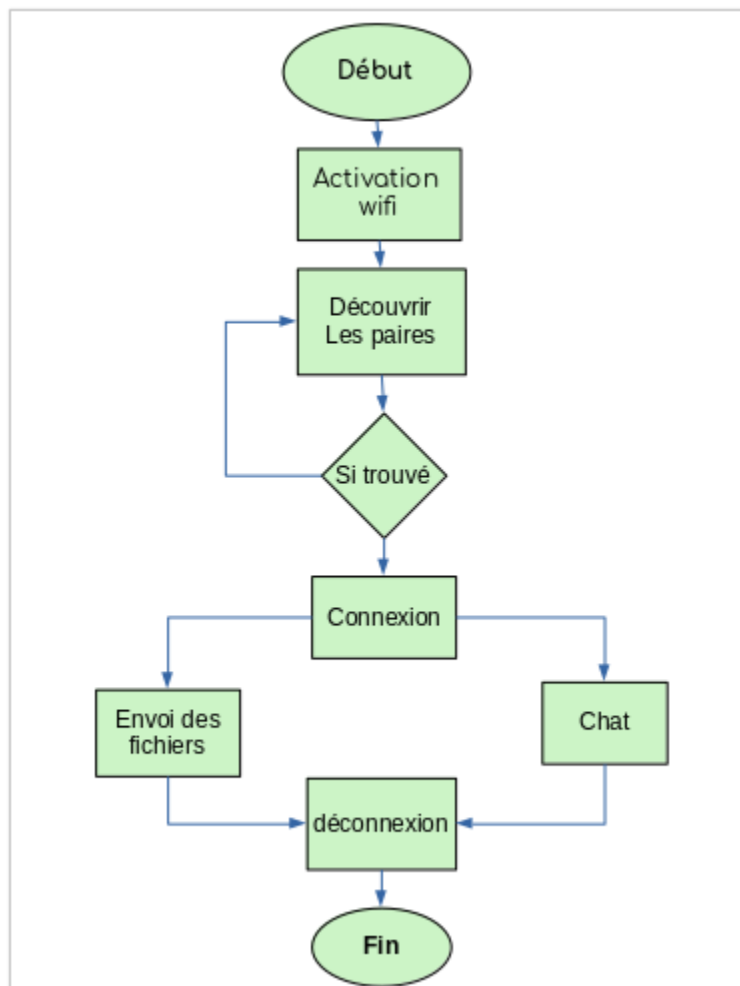 Début
Activation
wifi
Découvrir
Les paires
Si trouvé
Connexion
Envoi des
fichiers
Chat
déconnexion
Fin